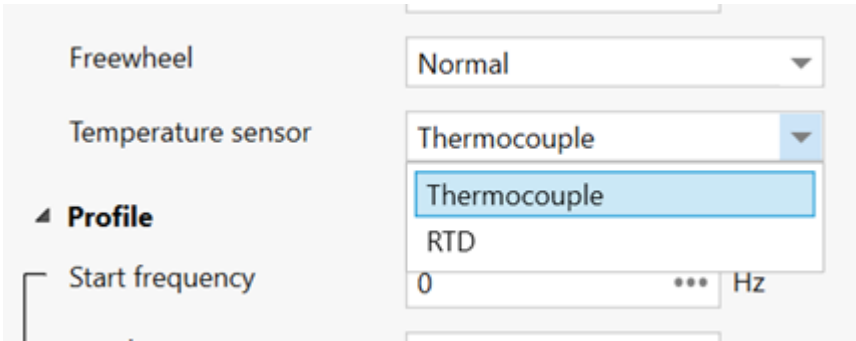 Freewheel Normal
Temperature sensor Thermocouple
Thermocouple
Profile
RTD
Start frequency 0 ••• Hz